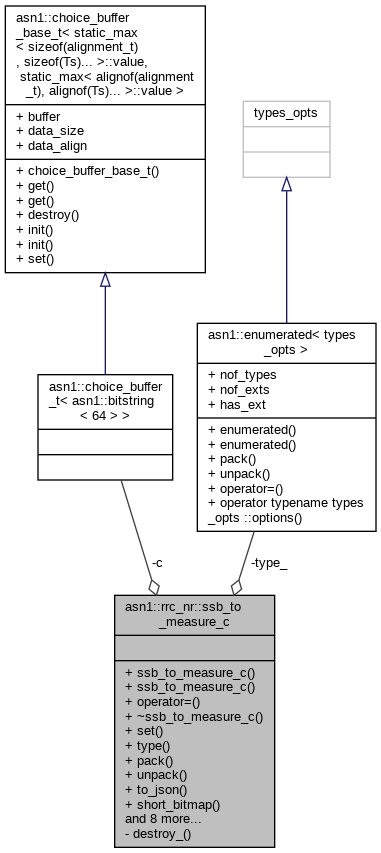 asn1::choice_buffer
_base_t< static_max
< sizeof(alignment_t)
, sizeof(Ts)... >::value,
static_max< alignof(alignment
_t), alignof(Ts)... >::value >
+ buffer
+ data_size
+ data_align
+ choice_buffer_base_t()
+ get()
+ get()
+ destroy()
+ init()
+ init()
+ set()
types_opts
asn1::enumerated< types
_opts >
+ nof_types
+ nof_exts
+ has_ext
+ enumerated()
+ enumerated()
+ pack()
+ unpack()
+ operator=()
+ operator typename types
_opts ::options()
asn1::choice_buffer
_t< asn1::bitstring
< 64 > >
-c
-type_
asn1::rrc_nr::ssb_to
_measure_c
+ ssb_to_measure_c()
+ ssb_to_measure_c()
+ operator=()
+ ~ssb_to_measure_c()
+ set()
+ type()
+ pack()
+ unpack()
+ to_json()
+ short_bitmap()
and 8 more...
- destroy_()